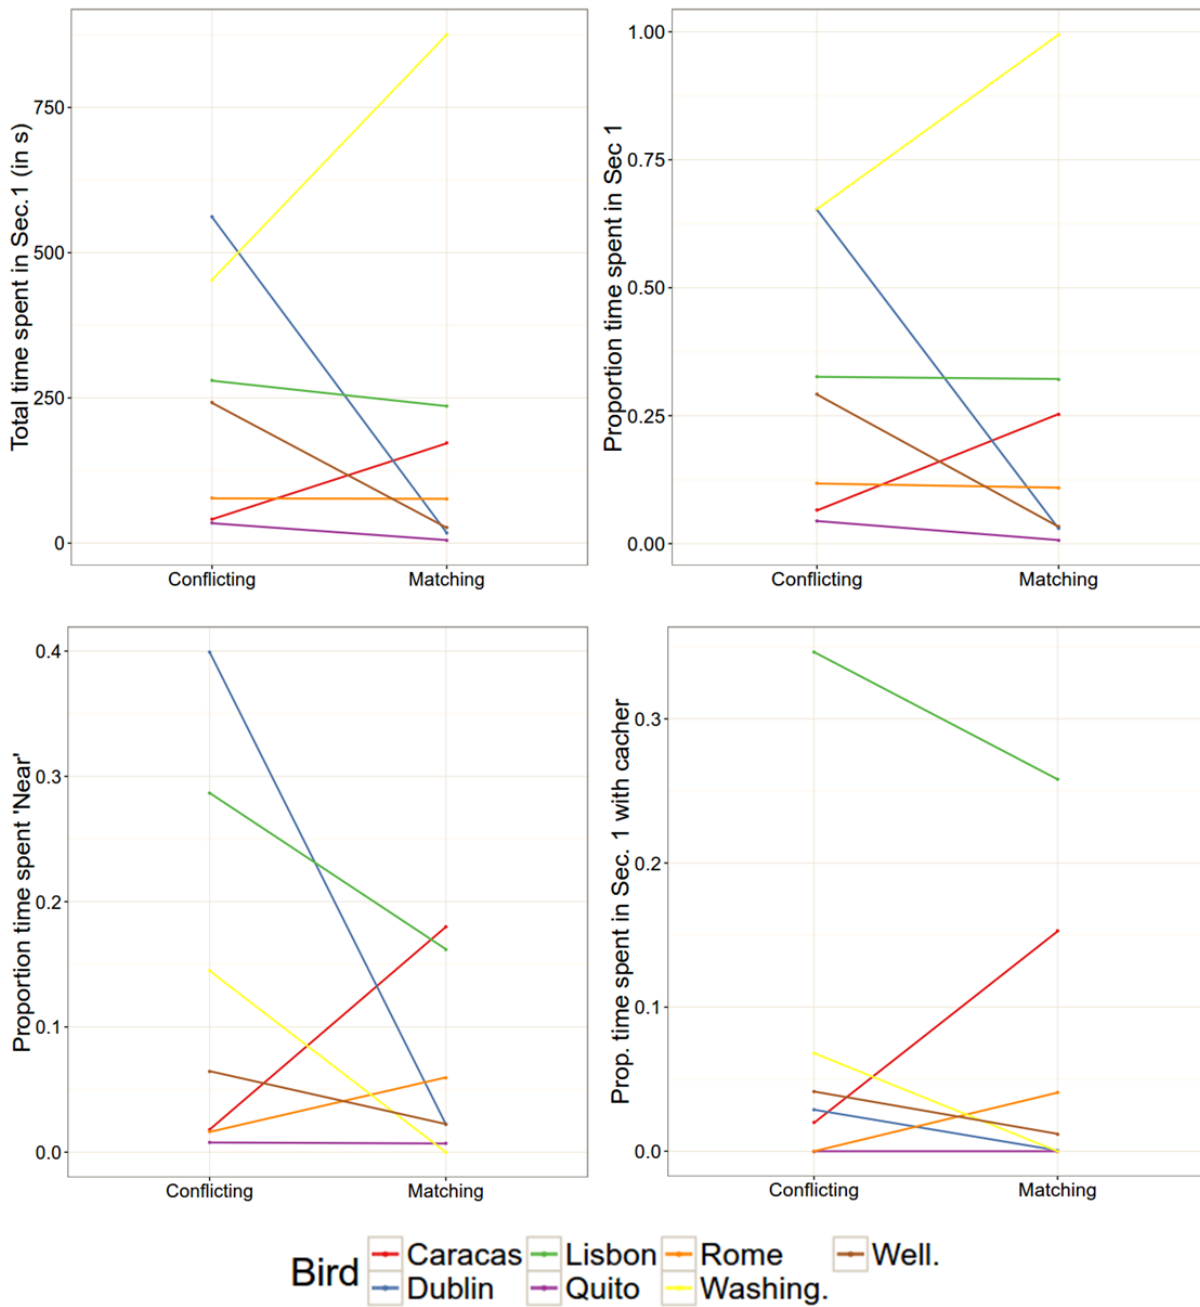 Total time spent in Sec.1 (in s)
750
500
250
0
Conflicting Matching
Proportion time spent in Sec 1
1.00
0.75
0.50
0.25
0.00
Conflicting Matching
Proportion time spent 'Near'
0.4
0.3
0.2
0.1
0.0
Conflicting Matching
Prop. time spent in Sec. 1 with cacher
0.3
0.2
0.1
0.0
Conflicting Matching
Bird
Caracas Lisbon Rome Well.
Dublin Quito Washing.